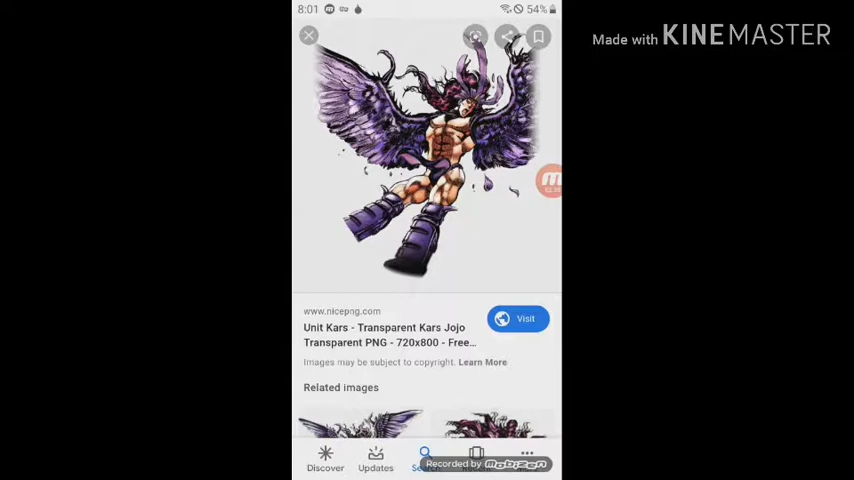 8:01
54%
Made with KINEMASTER
www.nicepng.com
Unit Kars - Transparent Kars Jojo
Transparent PNG - 720x800 - Free...
Visit
Images may be subject to copyright. Learn More
Related images
Discover
Updates
Recorded by mobizen